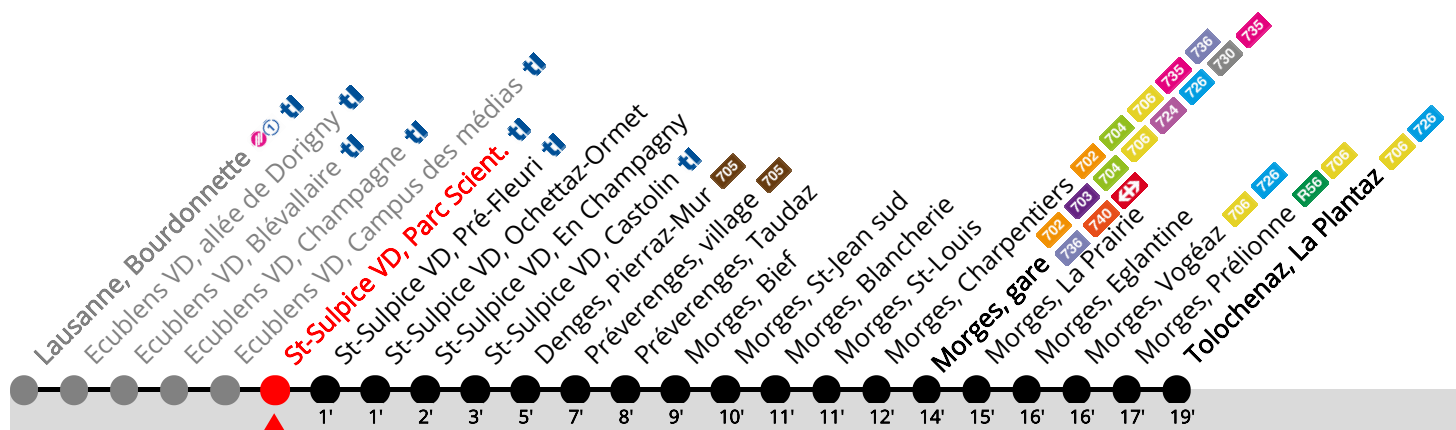 Lausanne, Bourdonnette 1 tl
Ecublens VD, allée de Dorigny tl
Ecublens VD, Blévallaire tl
Ecublens VD, Champagne tl
Ecublens VD, Campus des médias tl
St-Sulpice VD, Parc Scient. tl
St-Sulpice VD, Pré-Fleuri tl
St-Sulpice VD, Ochettaz-Ormet
St-Sulpice VD, En Champagny
St-Sulpice VD, Castolin tl
Denges, Pierraz-Mur 705
Préverenges, village 705
Préverenges, Taudaz
Morges, Bief
Morges, St-Jean sud
Morges, Blancherie
Morges, St-Louis
Morges, Charpentiers 702 704 706 735 736
Morges, gare 702 703 704 706 724 726 730 735
736 740
Morges, La Prairie
Morges, Eglantine
Morges, Vogéaz 706 726
Morges, Prélionne R56 706
Tolochenaz, La Plantaz 706 726
1' 1' 2' 3' 5' 7' 8' 9' 10' 11' 11' 12' 14' 15' 16' 16' 17' 19'